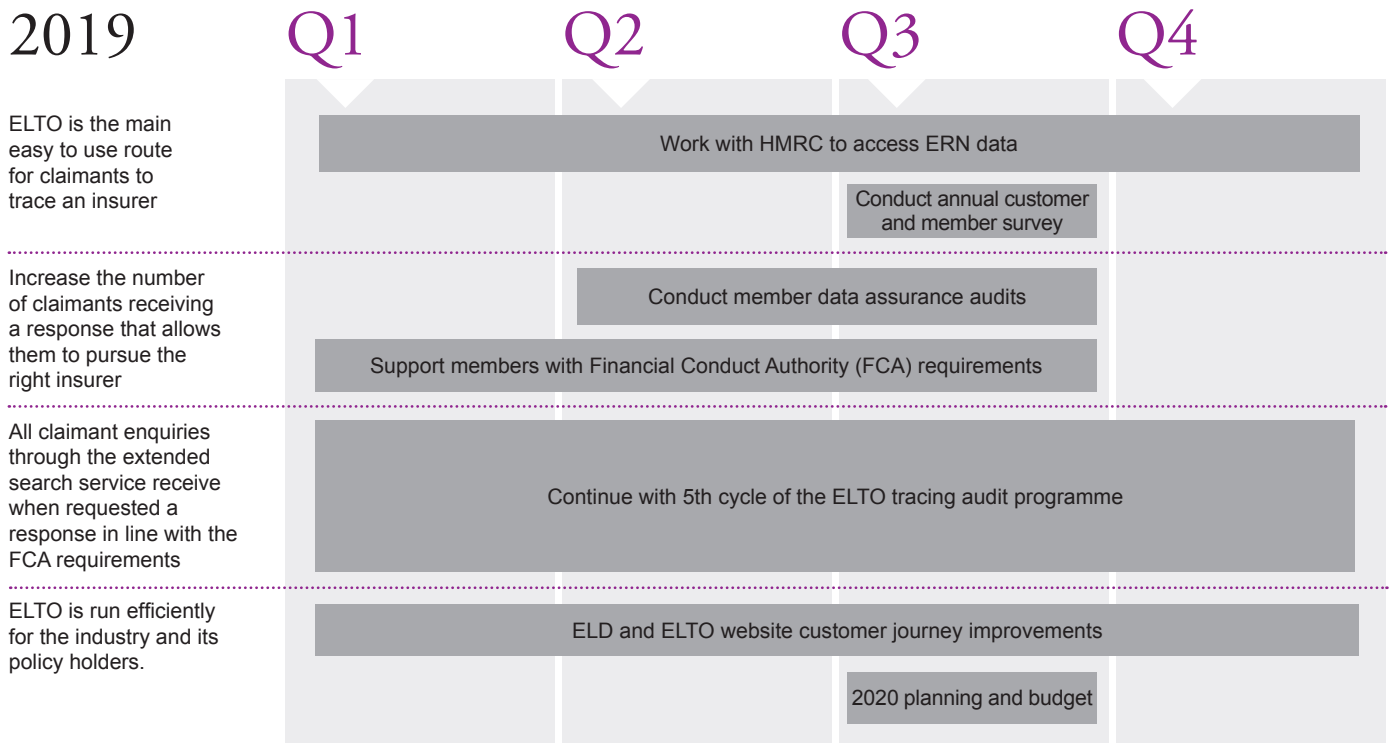 2019 Q1 Q2 Q3 Q4
ELTO is the main
easy to use route
for claimants to
trace an insurer
Work with HMRC to access ERN data
Conduct annual customer
and member survey
Increase the number
of claimants receiving
a response that allows
them to pursue the
right insurer
Conduct member data assurance audits
Support members with Financial Conduct Authority (FCA) requirements
All claimant enquiries
through the extended
search service receive
when requested a
response in line with the
FCA requirements
Continue with 5th cycle of the ELTO tracing audit programme
ELTO is run efficiently
for the industry and its
policy holders.
ELD and ELTO website customer journey improvements
2020 planning and budget